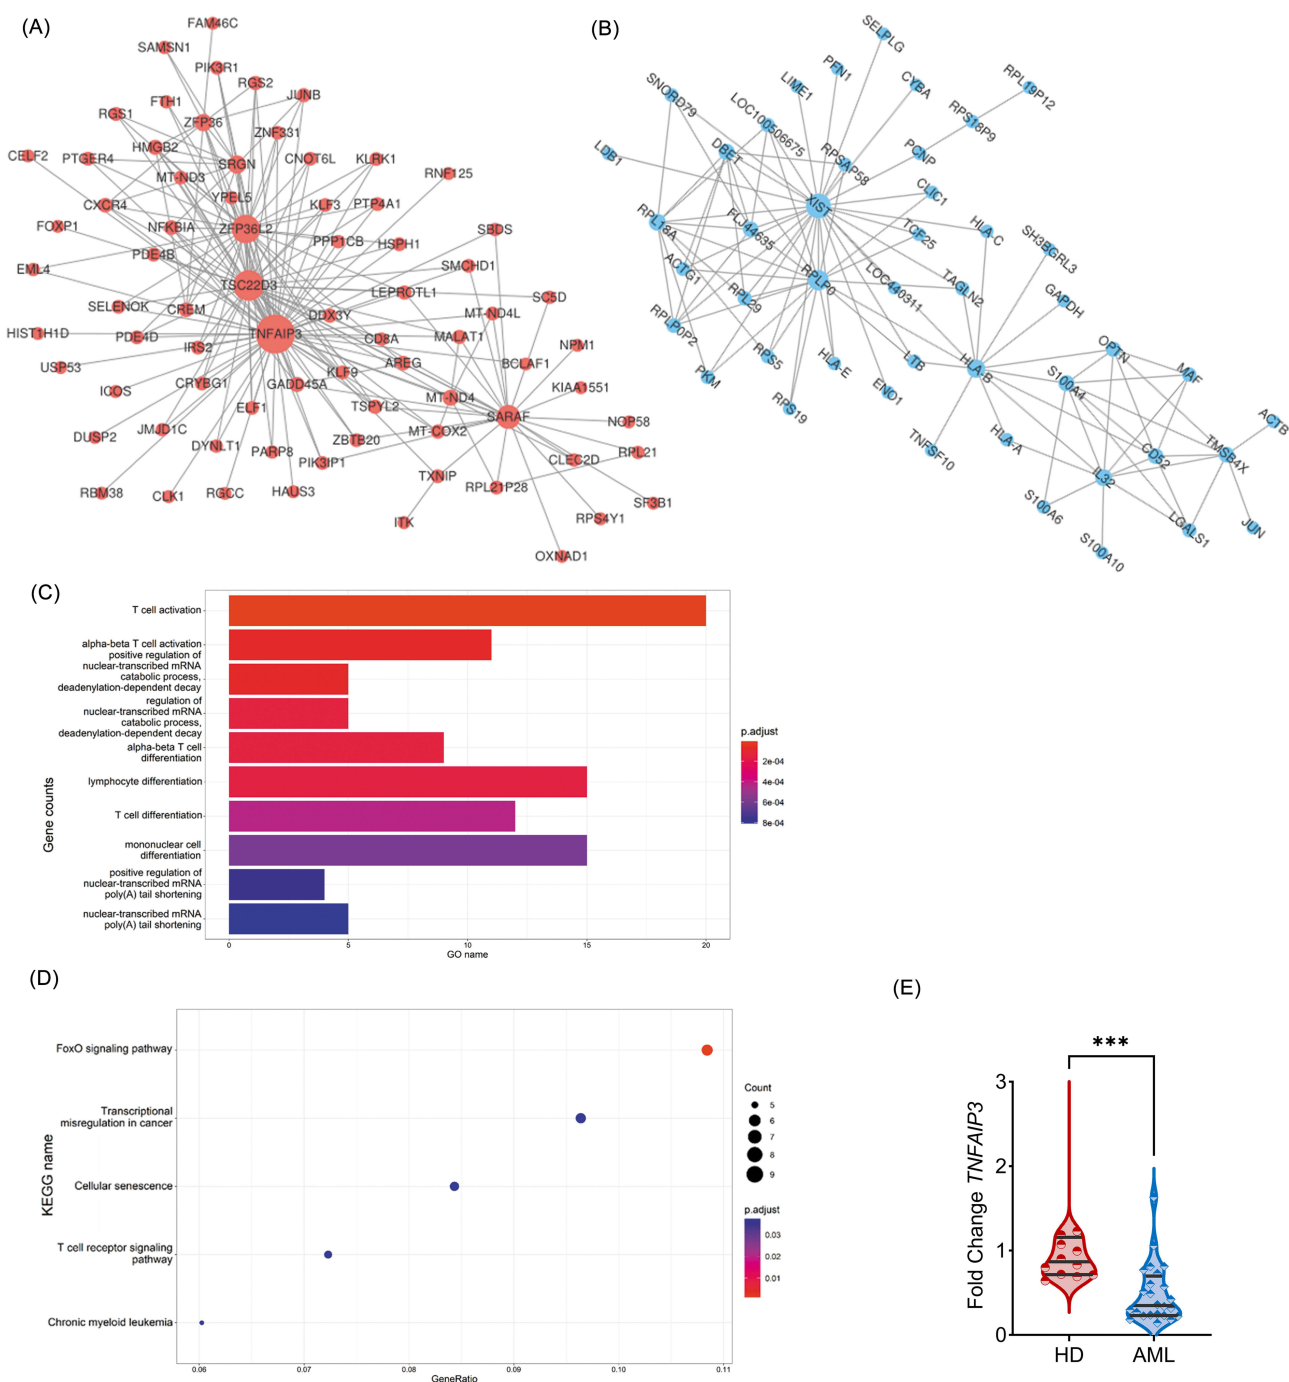 (A)
FAM46C
SAMSN1
PIK3R1
RGS2
JUNB
FTH1
RGS1
ZFP36
ZNF331
HMGB2
CELF2
PTGER4
SRGN
CNOT6L
KLRK1
MT-ND3
RNF125
YPEL5
CXCR4
KLF3
PTP4A1
FOXP1
NFKBIA
ZFP36L2
SBDS
PPP1CB
HSPH1
PDE4B
EML4
SMCHD1
TSC22D3
LEPROTL1
SC5D
SELENOK
CREM
DDX3Y
MT-ND4L
HIST1H1D
PDE4D
TNFAIP3
CD8A
MALAT1
IRS2
NPM1
USP53
AREG
BCLAF1
KLF9
ICOS
CRYBG1
GADD45A
KIAA1551
MT-ND4
ELF1
TSPYL2
SARAF
NOP58
DUSP2
JMJD1C
DYNLT1
ZBTB20
MT-COX2
PARP8
PIK3IP1
CLEC2D
RPL21
TXNIP
RPL21P28
RBM38
CLK1
RGCC
HAUS3
SF3B1
ITK
RPS4Y1
OXNAD1
(B)
SELPLG
PFN1
LIME1
CYBA
RPL19P12
SNORD79
LOC100506675
RPS18P9
LDB1
DBET
RPSAP58
PCNP
CLIC1
XIST
RPL18A
FLJ44635
TCF25
HLA-C
SH3BGRL3
ACTG1
RPLP0
LOC440311
TAGLN2
GAPDH
RPL29
RPLP0P2
RPS5
HLA-E
LTB
HLA-B
OPTN
PKM
ENO1
S100A4
MAF
RPS19
TNFSF10
HLA-A
CD52
TMSB4X
ACTB
IL32
S100A6
LGALS1
JUN
S100A10
(C)
T cell activation
alpha-beta T cell activation
positive regulation of
nuclear-transcribed mRNA
catabolic process,
deadenylation-dependent decay
regulation of
nuclear-transcribed mRNA
catabolic process,
deadenylation-dependent decay
alpha-beta T cell
differentiation
lymphocyte differentiation
T cell differentiation
mononuclear cell
differentiation
positive regulation of
nuclear-transcribed mRNA
poly(A) tail shortening
nuclear-transcribed mRNA
poly(A) tail shortening
Gene counts
0 5 10 15 20
GO name
p.adjust
2e-04
4e-04
6e-04
8e-04
(D)
KEGG name
FoxO signaling pathway
Transcriptional
misregulation in cancer
Cellular senescence
T cell receptor signaling
pathway
Chronic myeloid leukemia
0.06 0.07 0.08 0.09 0.10 0.11
GeneRatio
Count
5
6
7
8
9
p.adjust
0.03
0.02
0.01
(E)
***
Fold Change TNFAIP3
3
2
1
0
HD AML